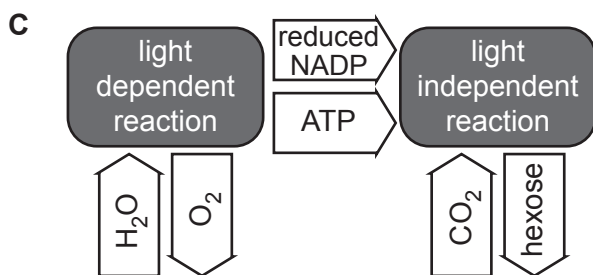 C
light
dependent
reaction
reduced
NADP
ATP
light
independent
reaction
H₂O
O₂
CO₂
hexose